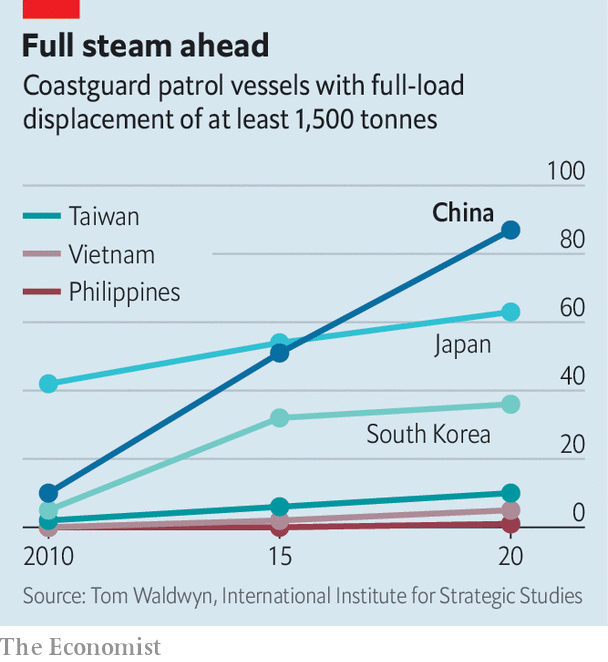 Full steam ahead
Coastguard patrol vessels with full-load
displacement of at least 1,500 tonnes
100
Taiwan
China
Vietnam
80
Philippines
60
Japan
40
South Korea
20
0
2010
15
20
Source: Tom Waldwyn, International Institute for Strategic Studies
The Economist